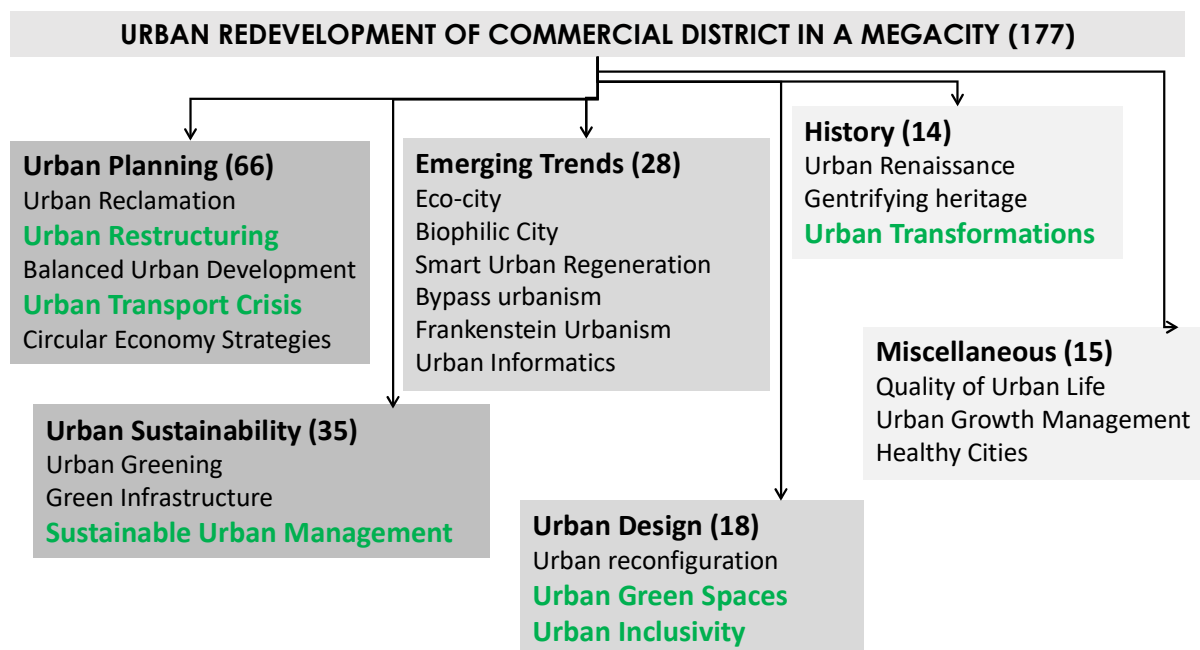 URBAN REDEVELOPMENT OF COMMERCIAL DISTRICT IN A MEGACITY (177)
Urban Planning (66)
Urban Reclamation
Urban Restructuring
Balanced Urban Development
Urban Transport Crisis
Circular Economy Strategies
Emerging Trends (28)
Eco-city
Biophilic City
Smart Urban Regeneration
Bypass urbanism
Frankenstein Urbanism
Urban Informatics
History (14)
Urban Renaissance
Gentrifying heritage
Urban Transformations
Miscellaneous (15)
Quality of Urban Life
Urban Growth Management
Healthy Cities
Urban Sustainability (35)
Urban Greening
Green Infrastructure
Sustainable Urban Management
Urban Design (18)
Urban reconfiguration
Urban Green Spaces
Urban Inclusivity